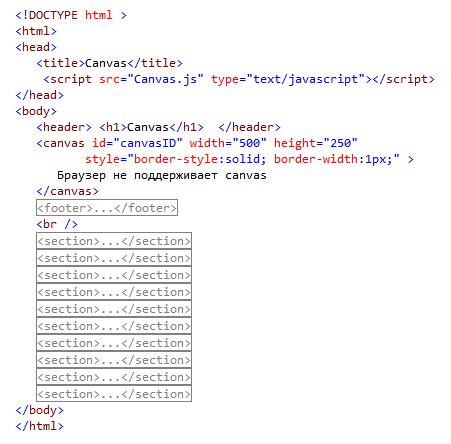 <!DOCTYPE html >
<html>
<head>
<title>Canvas</title>
<script src="Canvas.js" type="text/javascript"></script>
</head>
<body>
<header> <h1>Canvas</h1>  </header>
<canvas id="canvasID" width="500" height="250"
style="border-style:solid; border-width:1px;" >
Браузер не поддерживает canvas
</canvas>
<footer>...</footer>
<br />
<section>...</section>
<section>...</section>
<section>...</section>
<section>...</section>
<section>...</section>
<section>...</section>
<section>...</section>
<section>...</section>
<section>...</section>
<section>...</section>
</body>
</html>